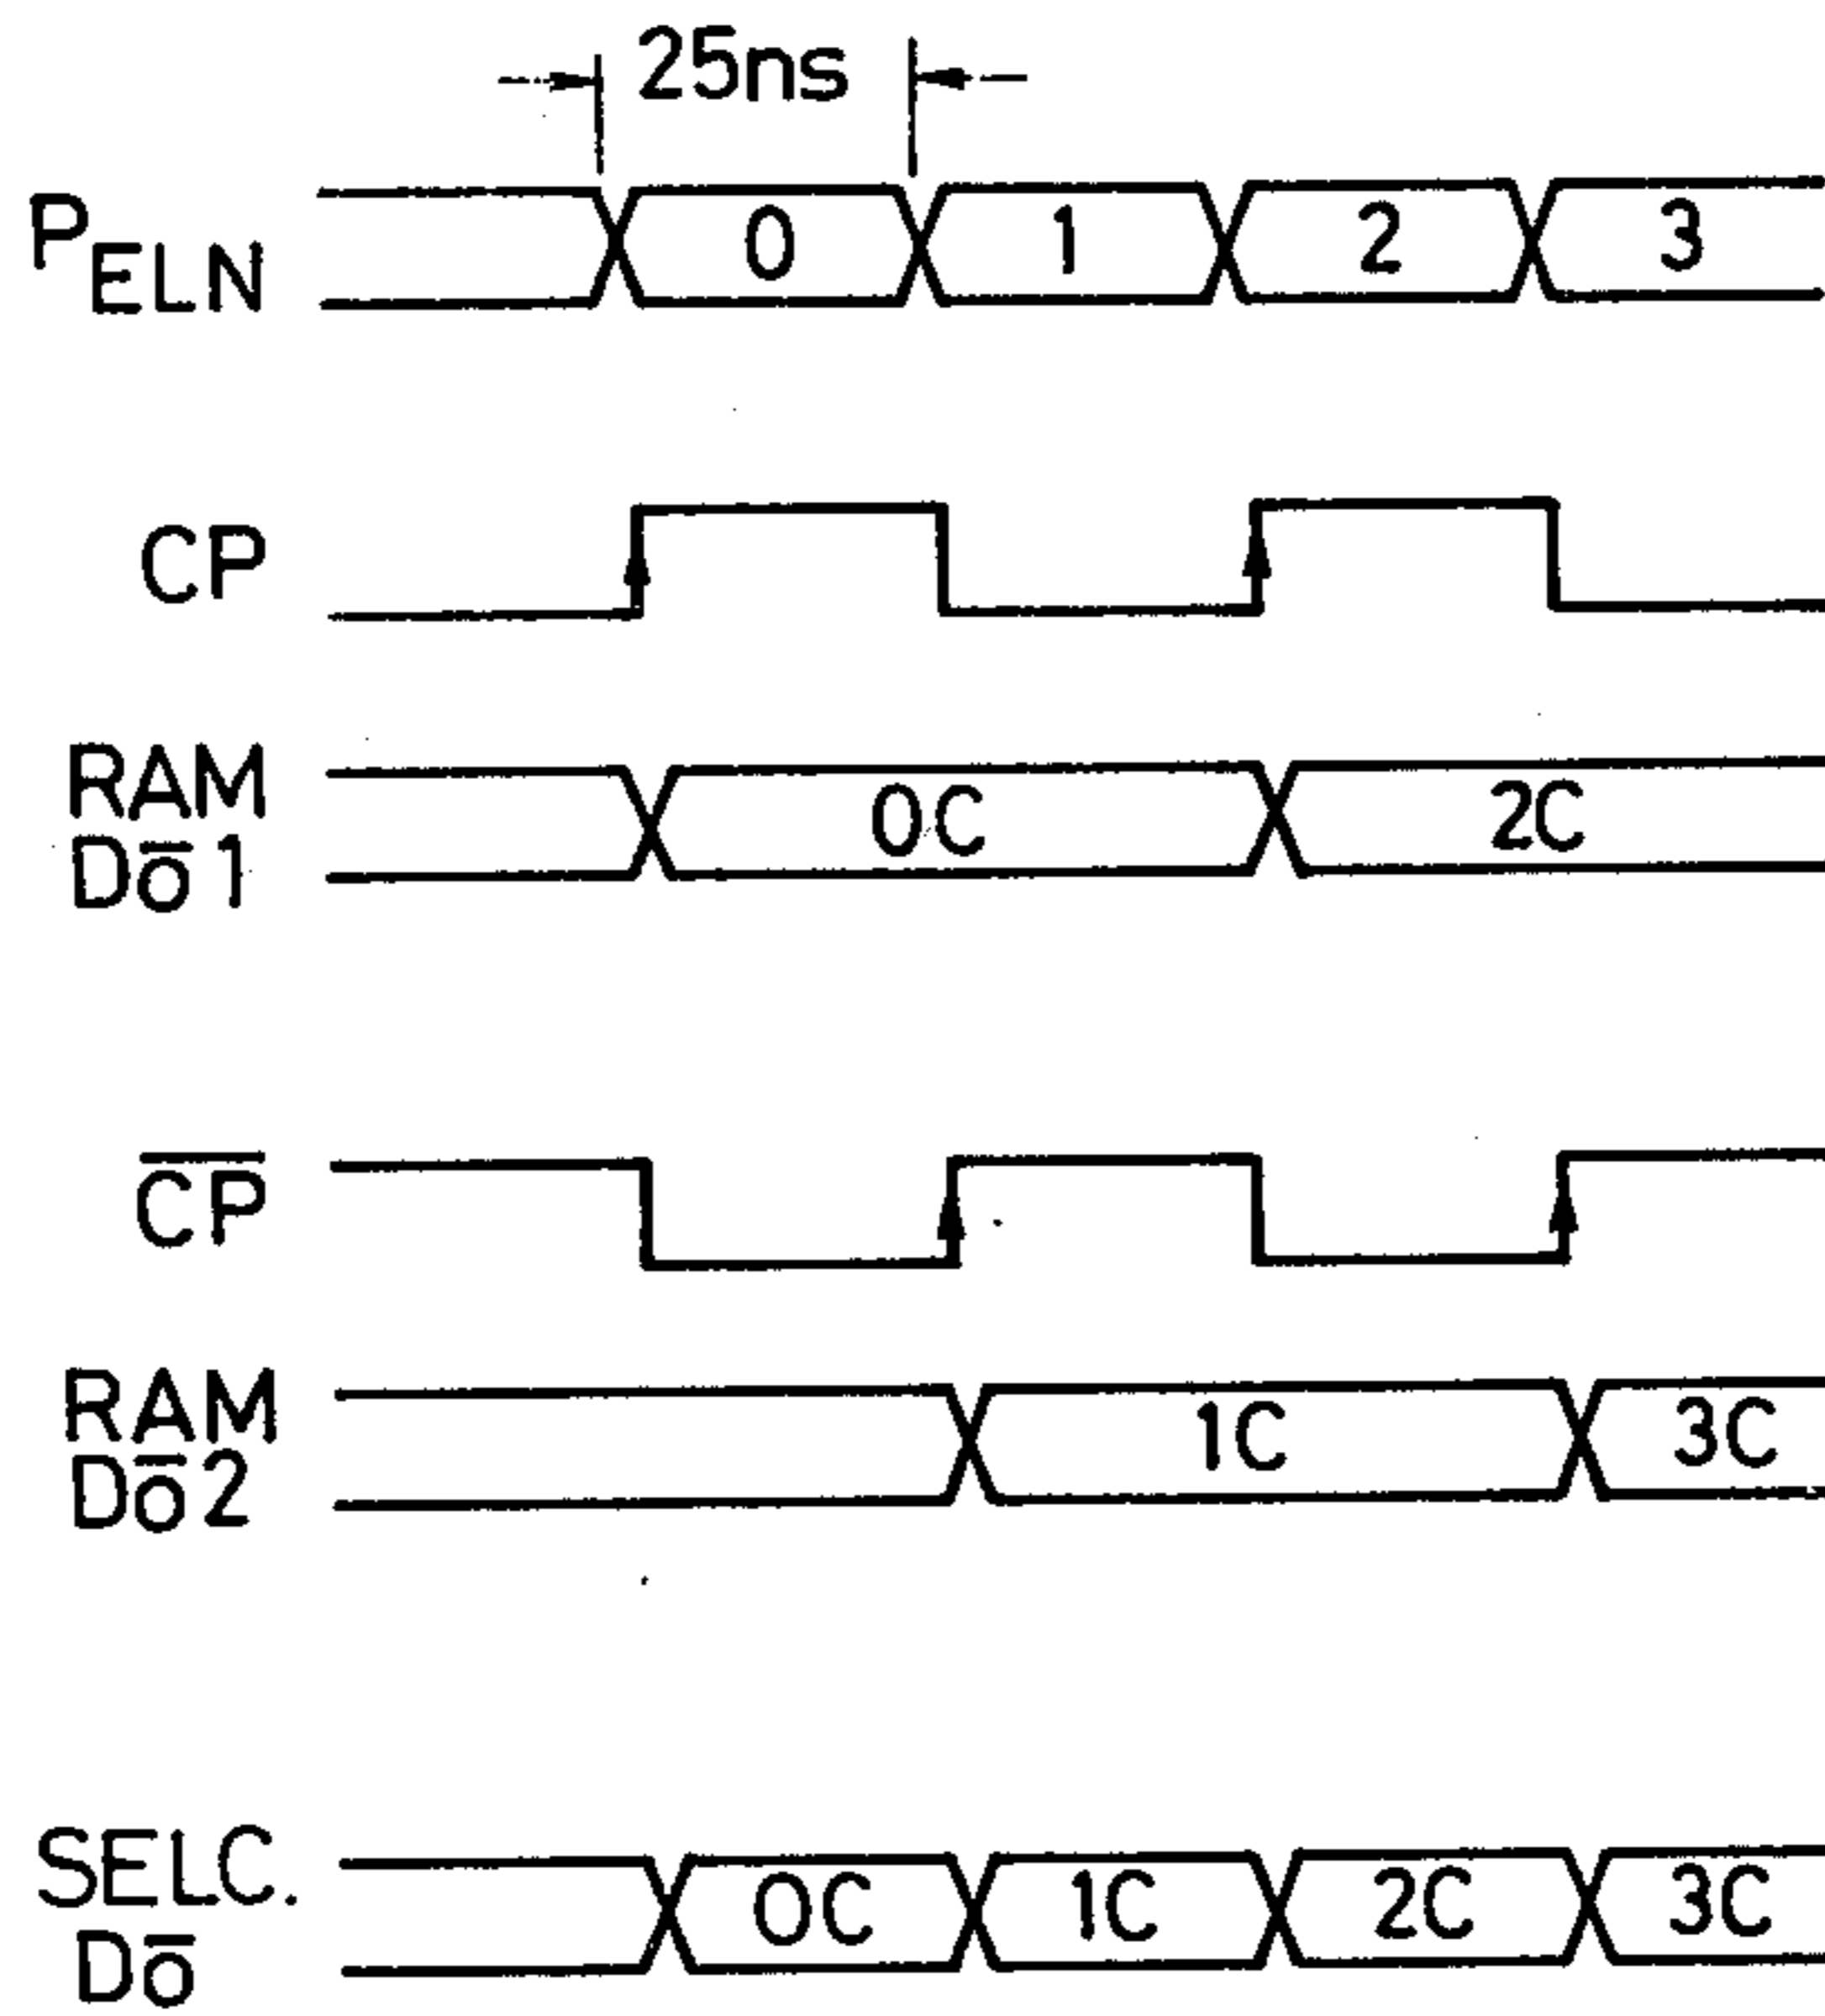 25ns
PELN 0 1 2 3
CP
RAM
Dō1 0C 2C
C̅P̅
RAM
Dō2 1C 3C
SELC.
Dō 0C 1C 2C 3C